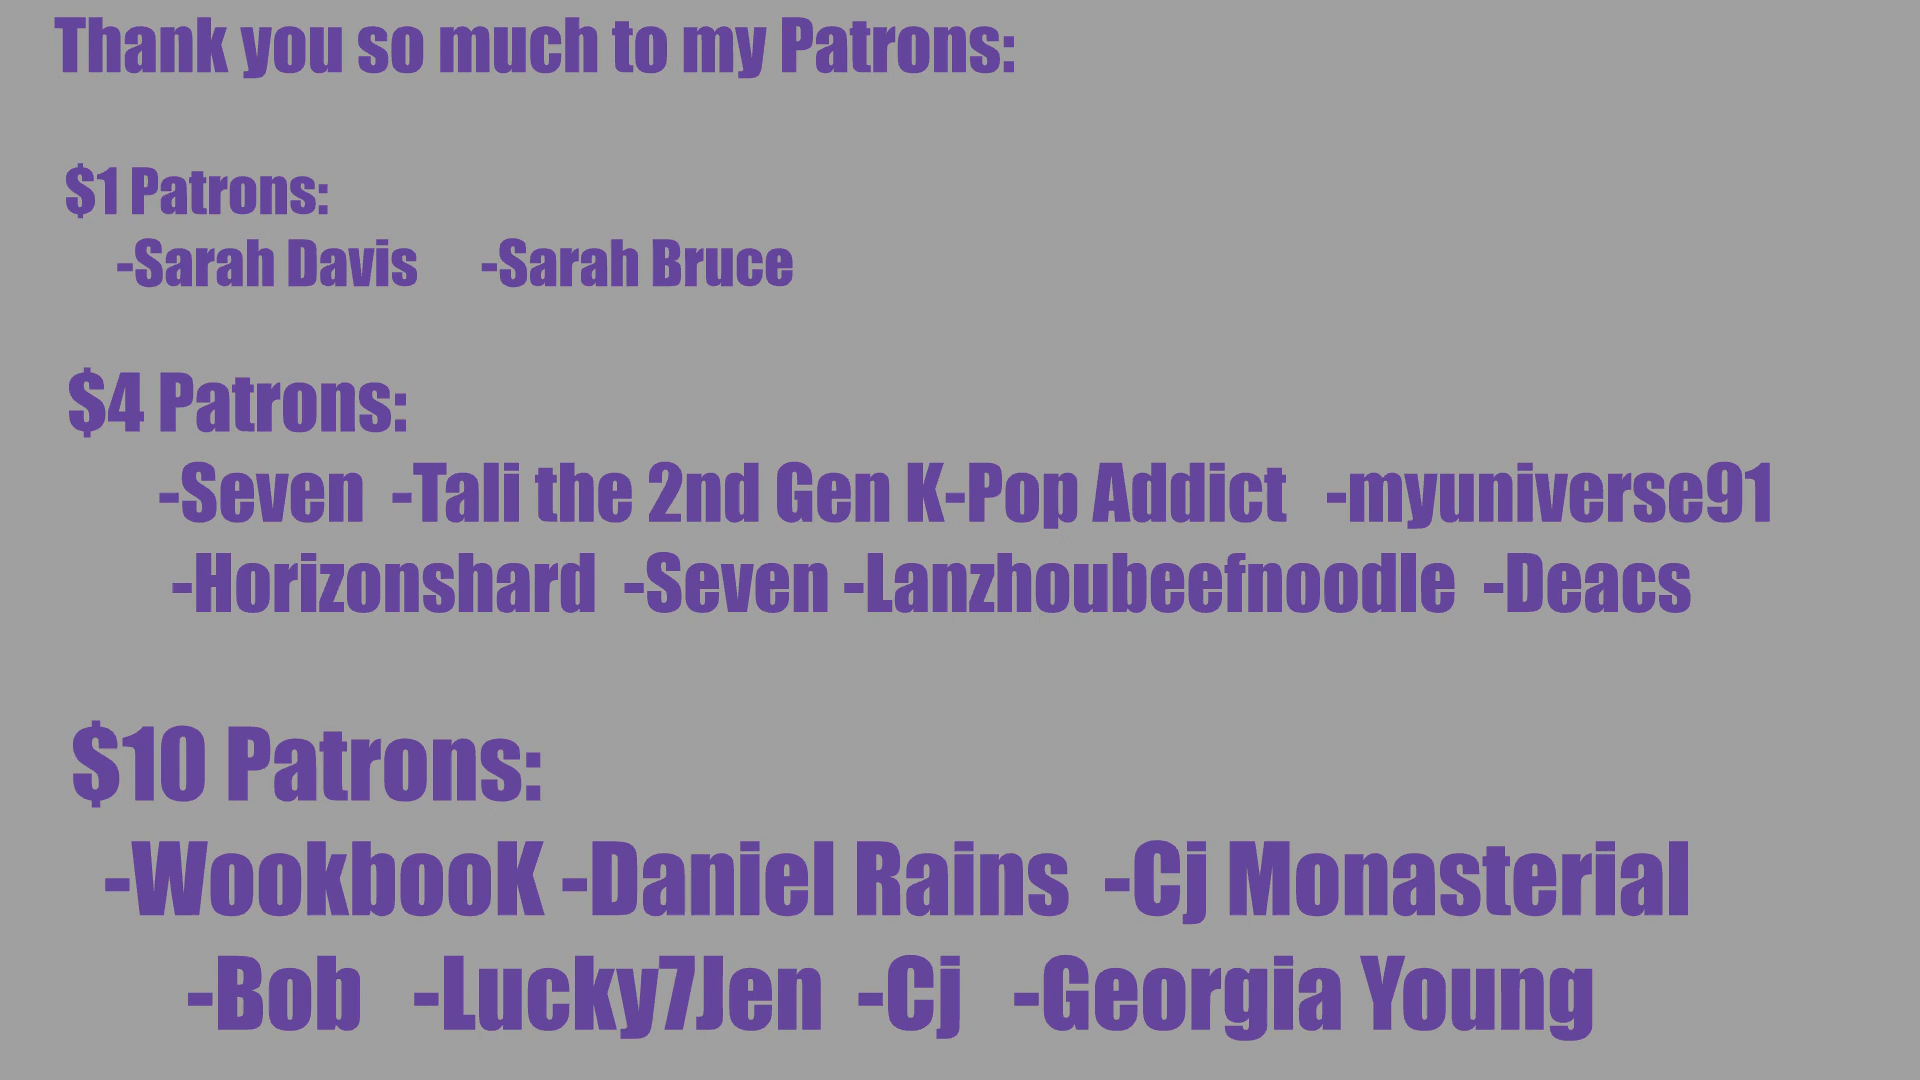 Thank you so much to my Patrons:
$1 Patrons:
-Sarah Davis -Sarah Bruce
$4 Patrons:
-Seven -Tali the 2nd Gen K-Pop Addict -myuniverse91
-Horizonshard -Seven -Lanzhoubeefnoodle -Deacs
$10 Patrons:
-WookbooK -Daniel Rains -Cj Monasterial
-Bob -Lucky7Jen -Cj -Georgia Young